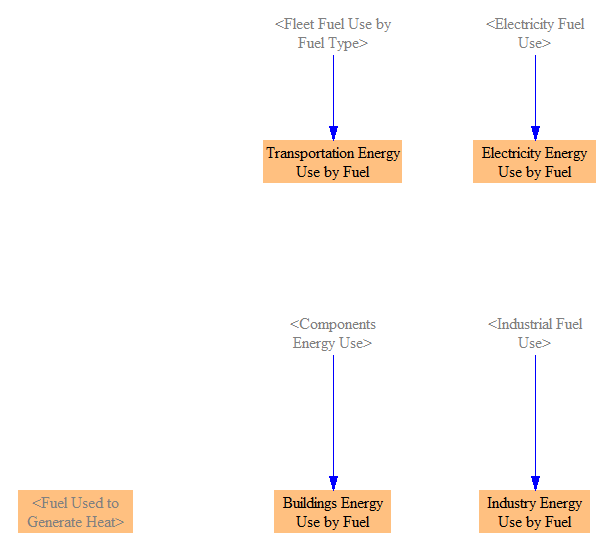 <Fleet Fuel Use by
Fuel Type>
<Electricity Fuel
Use>
Transportation Energy
Use by Fuel
Electricity Energy
Use by Fuel
<Components
Energy Use>
<Industrial Fuel
Use>
<Fuel Used to
Generate Heat>
Buildings Energy
Use by Fuel
Industry Energy
Use by Fuel